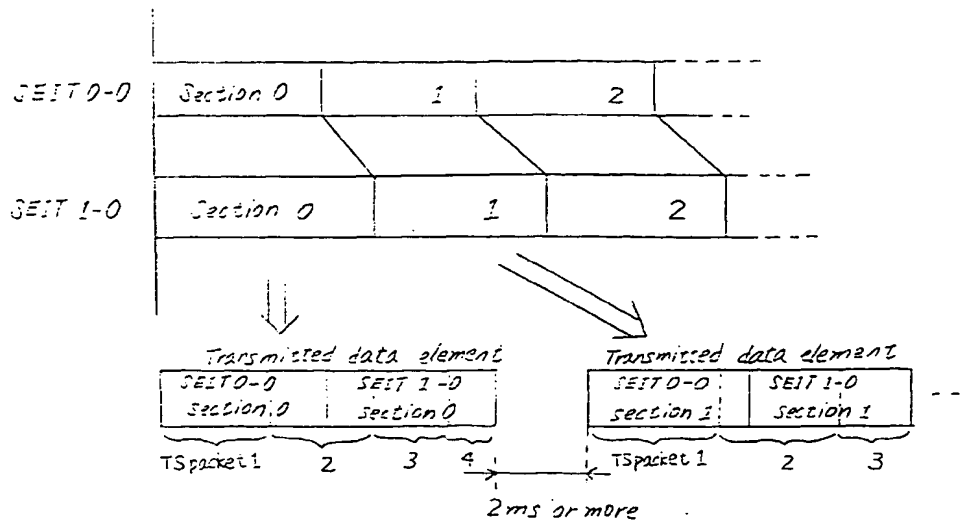 SEIT 0-0 Section 0 1 2
SEIT 1-0 Section 0 1 2
Transmitted data element
Transmitted data element
SEIT 0-0 SEIT 1-0
section 0 section 0
SEIT 0-0 SEIT 1-0
section 1 section 1
TS packet 1 2 3 4
TS packet 1 2 3
2ms or more